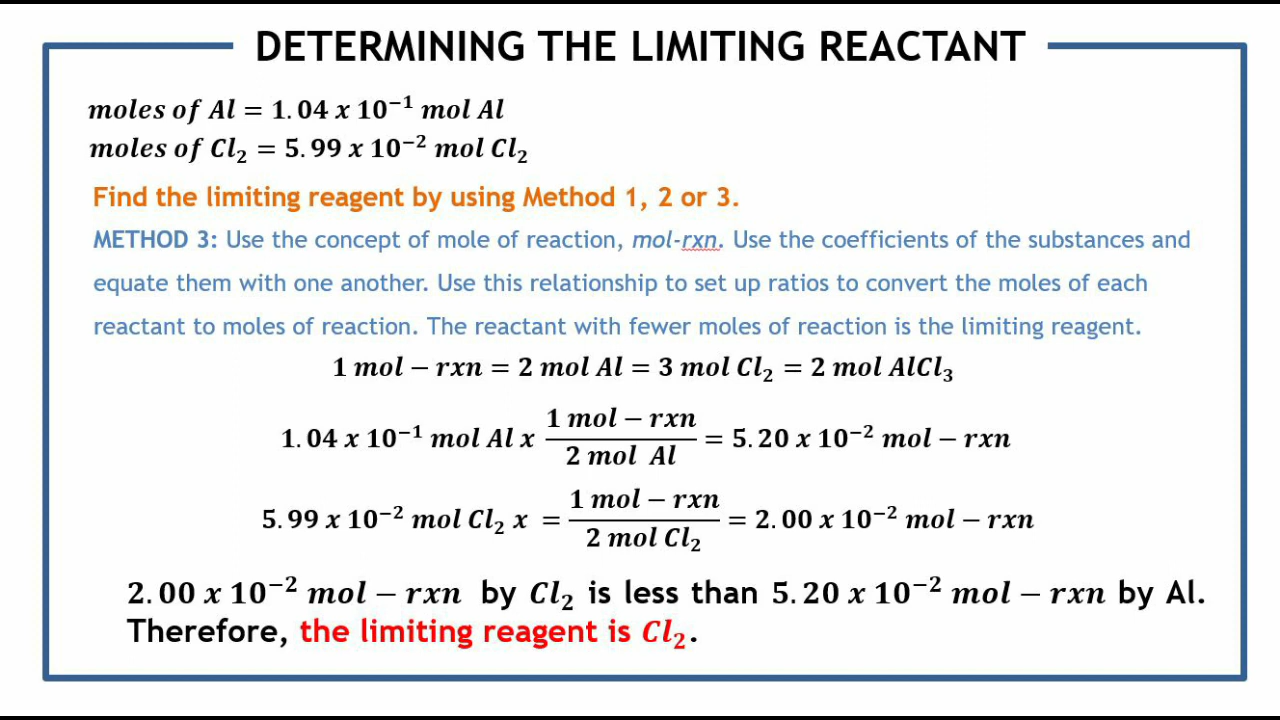 DETERMINING THE LIMITING REACTANT
moles of Al = 1.04 x 10⁻¹ mol Al
moles of Cl₂ = 5.99 x 10⁻² mol Cl₂
Find the limiting reagent by using Method 1, 2 or 3.
METHOD 3: Use the concept of mole of reaction, mol-rxn. Use the coefficients of the substances and
equate them with one another. Use this relationship to set up ratios to convert the moles of each
reactant to moles of reaction. The reactant with fewer moles of reaction is the limiting reagent.
1 mol − rxn = 2 mol Al = 3 mol Cl₂ = 2 mol AlCl₃
1 mol − rxn
1.04 x 10⁻¹ mol Al x = 5.20 x 10⁻² mol − rxn
2 mol Al
1 mol − rxn
5.99 x 10⁻² mol Cl₂ x = = 2.00 x 10⁻² mol − rxn
2 mol Cl₂
2.00 x 10⁻² mol − rxn by Cl₂ is less than 5.20 x 10⁻² mol − rxn by Al.
Therefore, the limiting reagent is Cl₂.